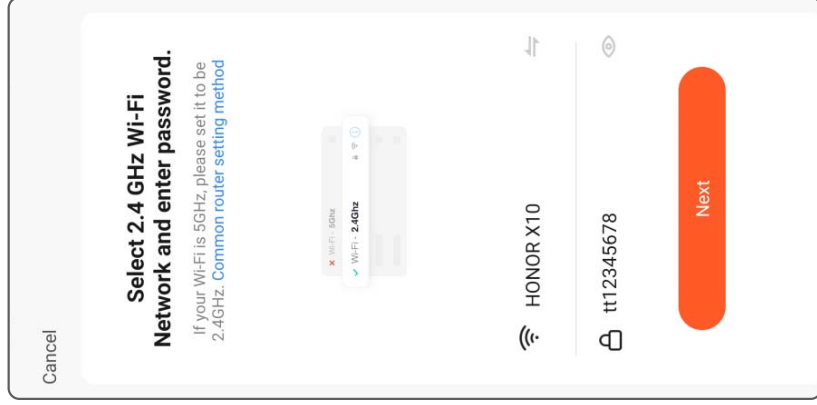 Cancel
Select 2.4 GHz Wi-Fi
Network and enter password.
If your Wi-Fi is 5GHz, please set it to be
2.4GHz. Common router setting method
Wi-Fi - 5Ghz
Wi-Fi - 2.4Ghz
HONOR X10
tt12345678
Next